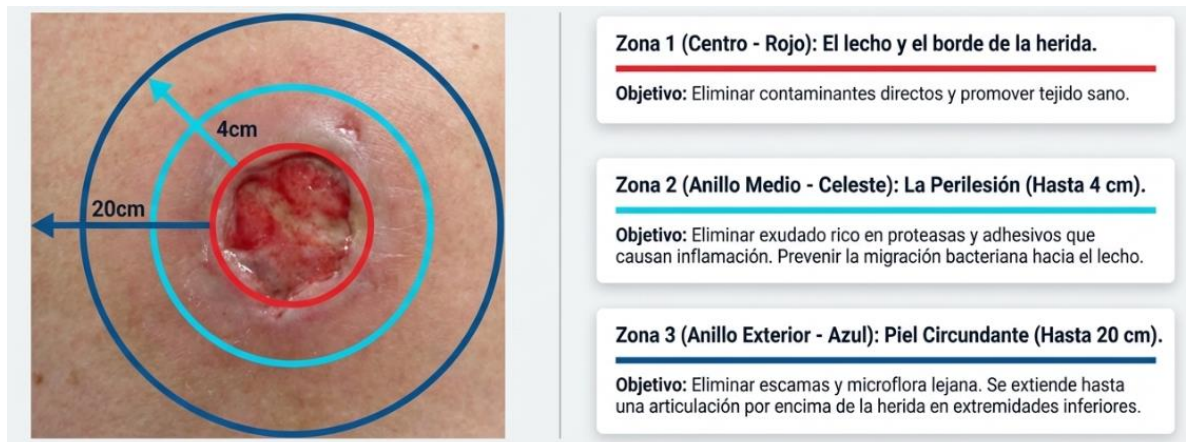 4cm
20cm
Zona 1 (Centro - Rojo): El lecho y el borde de la herida.
Objetivo: Eliminar contaminantes directos y promover tejido sano.
Zona 2 (Anillo Medio - Celeste): La Perilesión (Hasta 4 cm).
Objetivo: Eliminar exudado rico en proteasas y adhesivos que
causan inflamación. Prevenir la migración bacteriana hacia el lecho.
Zona 3 (Anillo Exterior - Azul): Piel Circundante (Hasta 20 cm).
Objetivo: Eliminar escamas y microflora lejana. Se extiende hasta
una articulación por encima de la herida en extremidades inferiores.